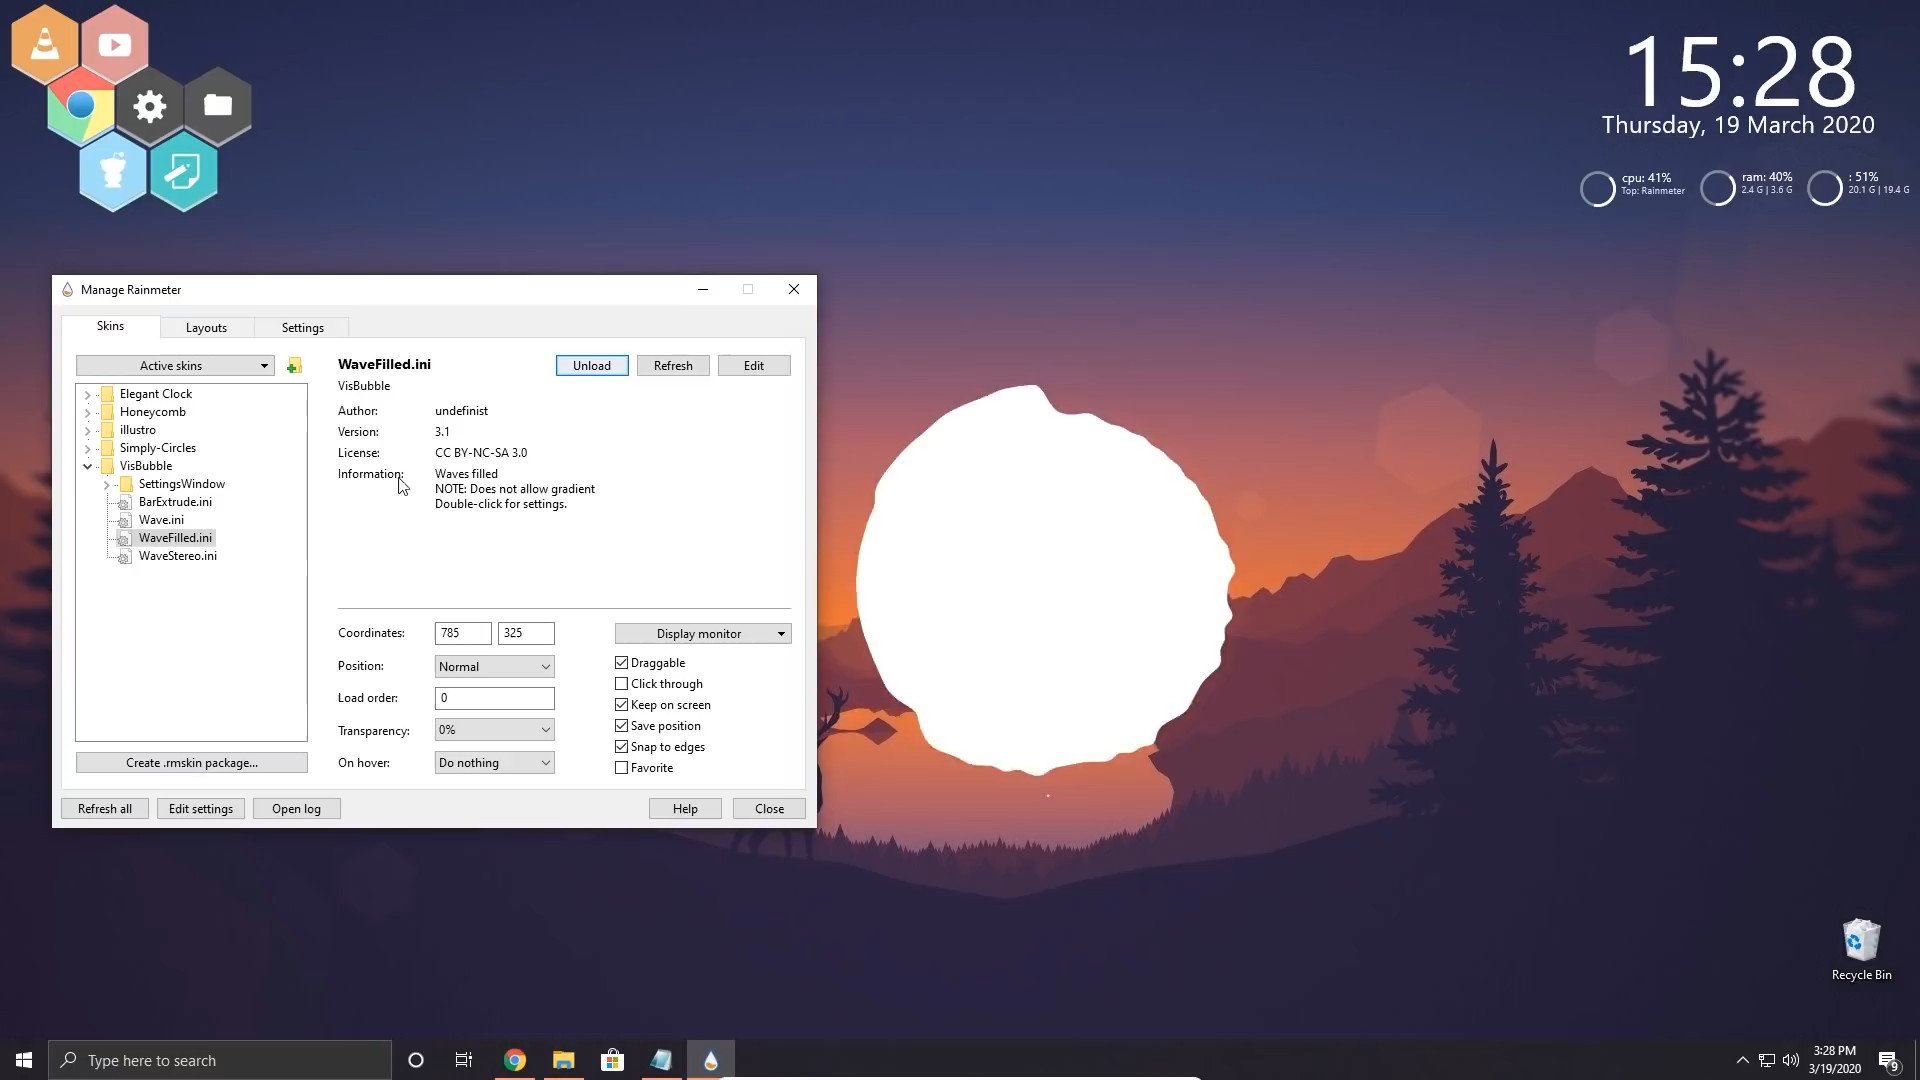 15:28
Thursday, 19 March 2020
cpu: 41%
Top: Rainmeter
ram: 40%
2.4 G | 3.6 G
: 51%
20.1 G | 19.4 G
Manage Rainmeter
Skins
Layouts
Settings
Active skins
Elegant Clock
Honeycomb
illustro
Simply-Circles
VisBubble
SettingsWindow
BarExtrude.ini
Wave.ini
WaveFilled.ini
WaveStereo.ini
Create .rmskin package...
WaveFilled.ini
Unload
Refresh
Edit
VisBubble
Author: undefinist
Version: 3.1
License: CC BY-NC-SA 3.0
Information: Waves filled
NOTE: Does not allow gradient
Double-click for settings.
Coordinates: 785 325
Display monitor
Position: Normal
Load order: 0
Transparency: 0%
On hover: Do nothing
Draggable
Click through
Keep on screen
Save position
Snap to edges
Favorite
Refresh all
Edit settings
Open log
Help
Close
Recycle Bin
Type here to search
3:28 PM
3/19/2020
9